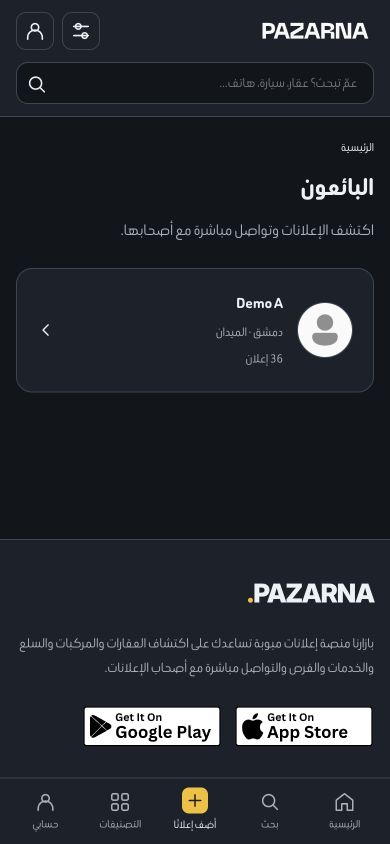 PAZARNA
عمّ تبحث؟ عقار، سيارة، هاتف...
الرئيسية
البائعون
اكتشف الإعلانات وتواصل مباشرة مع أصحابها.
Demo A
دمشق · الميدان
36 إعلان
PAZARNA.
بازارنا منصة إعلانات مبوبة تساعدك على اكتشاف العقارات والمركبات والسلع
والخدمات والفرص والتواصل مباشرة مع أصحاب الإعلانات.
Get It On
App Store
Get It On
Google Play
الرئيسية
بحث
أضف إعلانًا
التصنيفات
حسابي